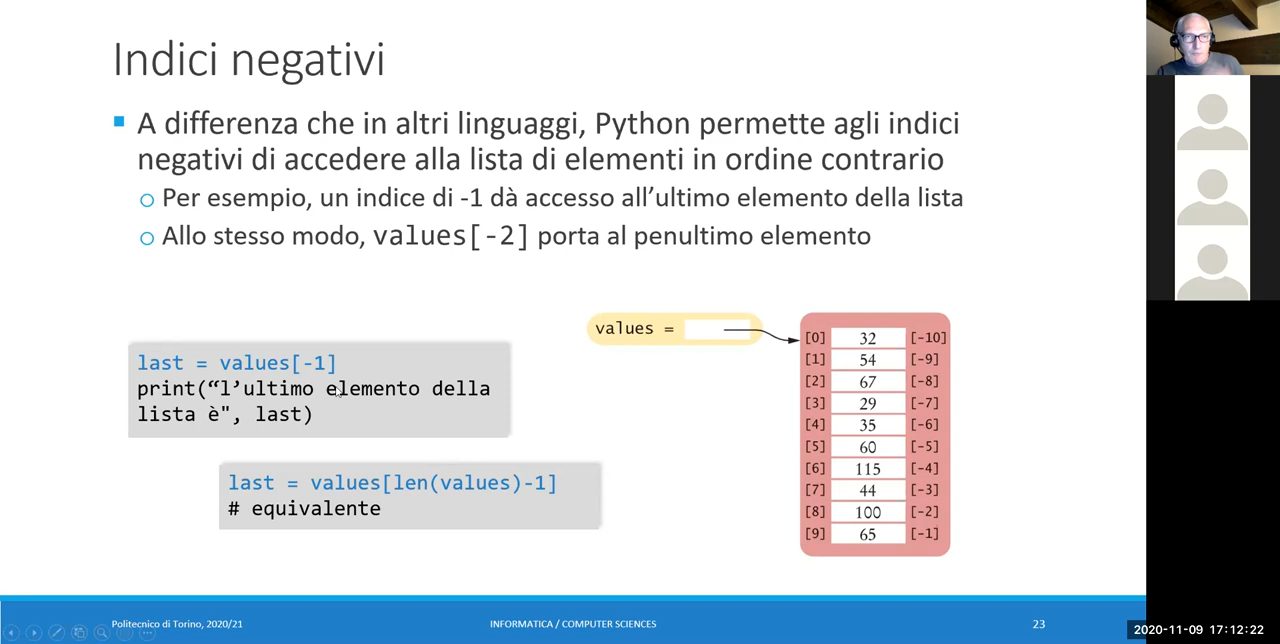 Indici negativi
A differenza che in altri linguaggi, Python permette agli indici
negativi di accedere alla lista di elementi in ordine contrario
Per esempio, un indice di -1 dà accesso all’ultimo elemento della lista
Allo stesso modo, values[-2] porta al penultimo elemento
last = values[-1]
print(“l’ultimo elemento della
lista è", last)
last = values[len(values)-1]
# equivalente
values =
[0] 32 [-10]
[1] 54 [-9]
[2] 67 [-8]
[3] 29 [-7]
[4] 35 [-6]
[5] 60 [-5]
[6] 115 [-4]
[7] 44 [-3]
[8] 100 [-2]
[9] 65 [-1]
Politecnico di Torino, 2020/21
INFORMATICA / COMPUTER SCIENCES
23
2020-11-09 17:12:22